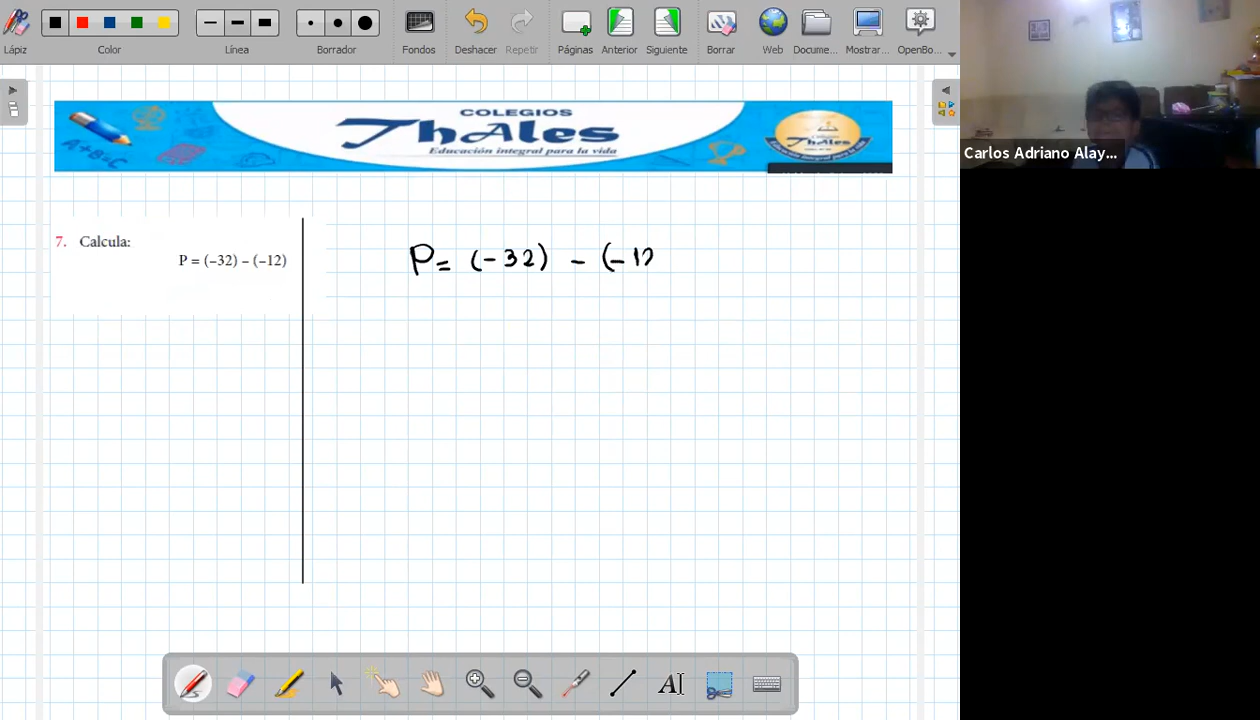 Lápiz Color Línea Borrador Fondos Deshacer Repetir Páginas Anterior Siguiente Borrar Web Docume... Mostrar... OpenBo...
COLEGIOS
Thales
Educación integral para la vida
A+B=C
7. Calcula:
P = (−32) − (−12)
P = (−32) − (−12
Carlos Adriano Alay...